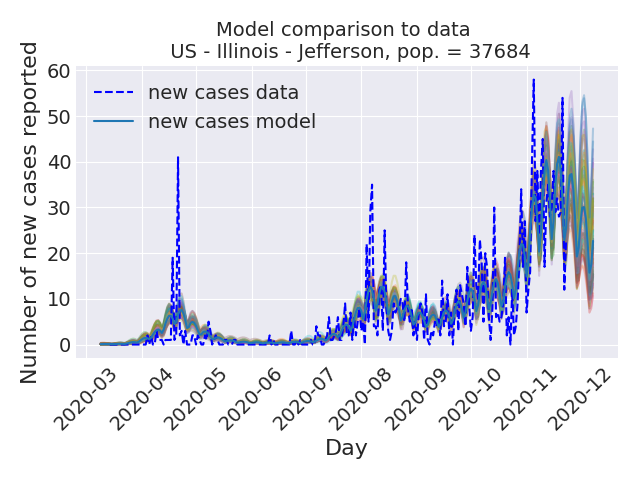 Model comparison to data
US - Illinois - Jefferson, pop. = 37684
Number of new cases reported
60
50
40
30
20
10
0
new cases data
new cases model
2020-03
2020-04
2020-05
2020-06
2020-07
2020-08
2020-09
2020-10
2020-11
2020-12
Day